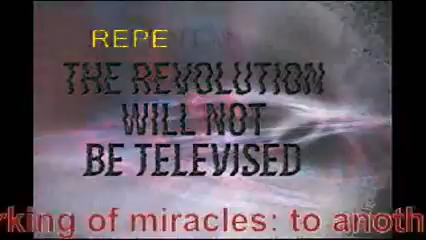 REPE
THE REVOLUTION
WILL NOT
BE TELEVISED
rking of miracles: to anoth